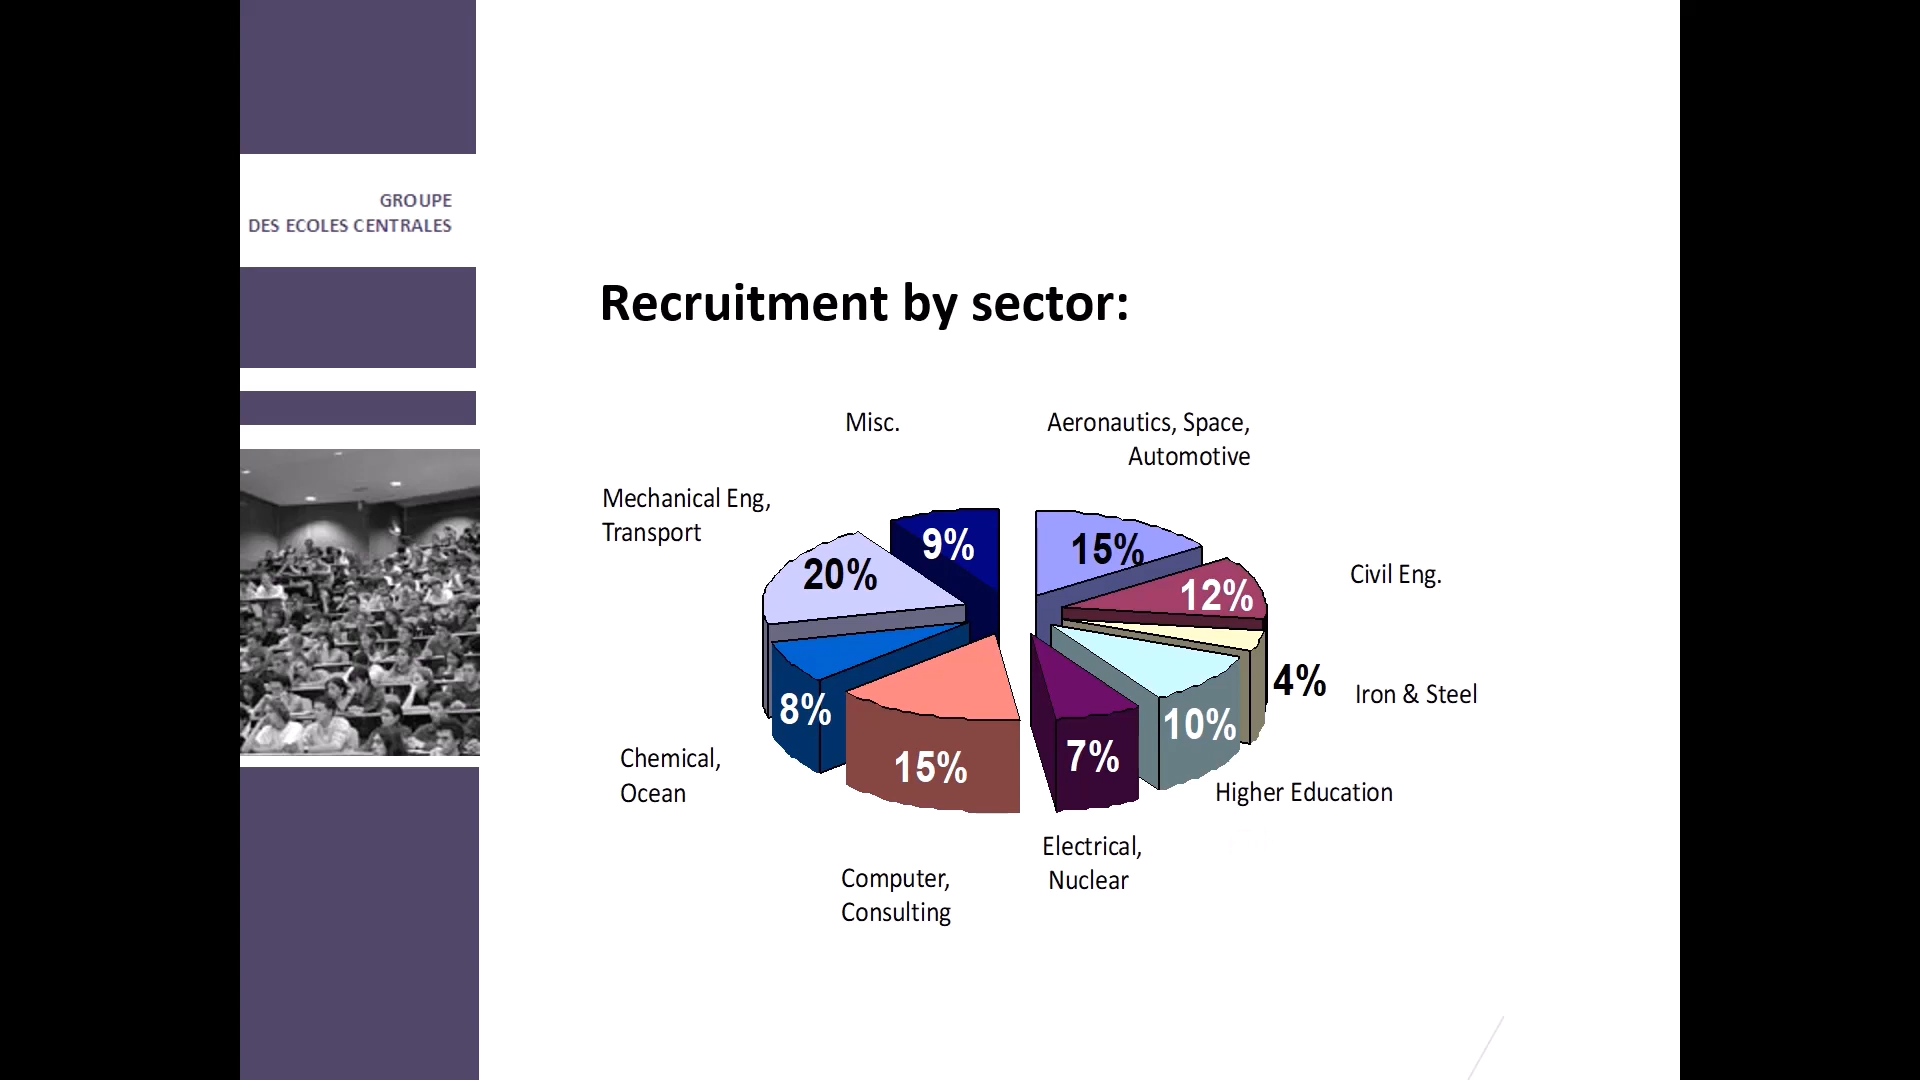 GROUPE
DES ECOLES CENTRALES
Recruitment by sector:
Misc.
Aeronautics, Space,
Automotive
Mechanical Eng,
Transport
9%
15%
20%
12%
Civil Eng.
4%
Iron & Steel
8%
10%
15%
7%
Chemical,
Ocean
Higher Education
Electrical,
Nuclear
Computer,
Consulting